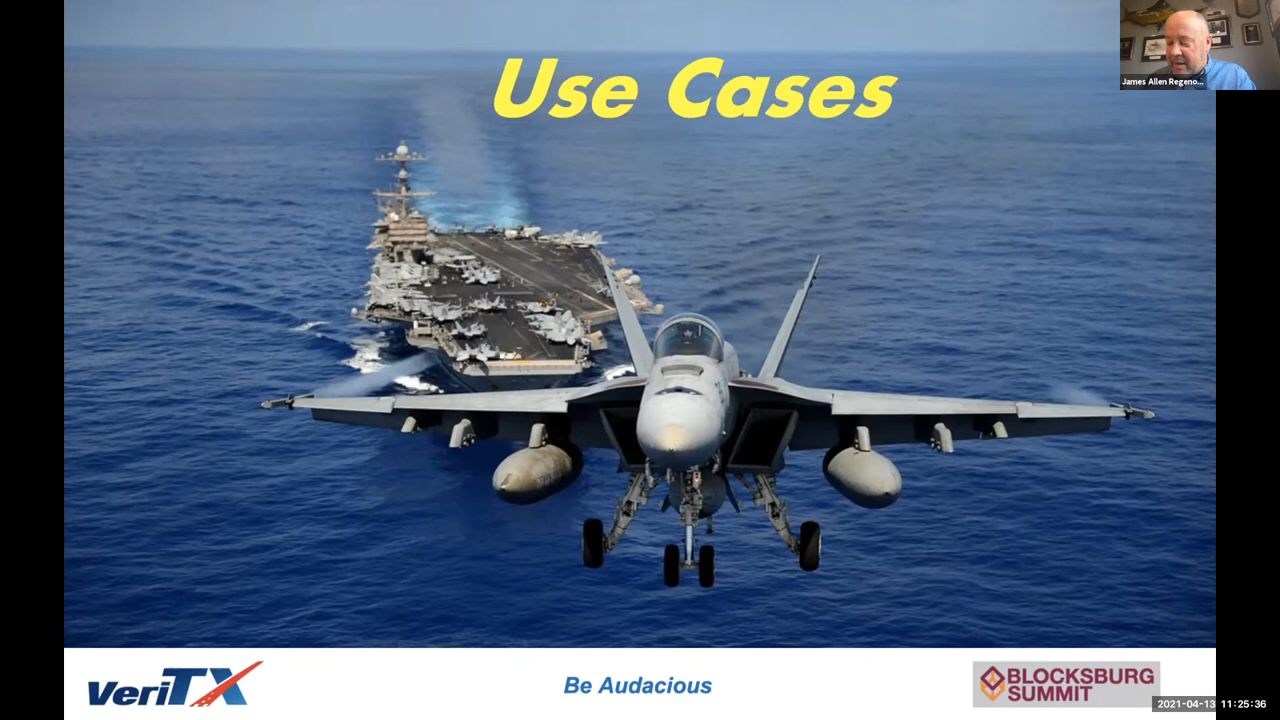 Use Cases
James Allen Regeno...
VeriTX
Be Audacious
BLOCKSBURG
SUMMIT
2021-04-13 11:25:36